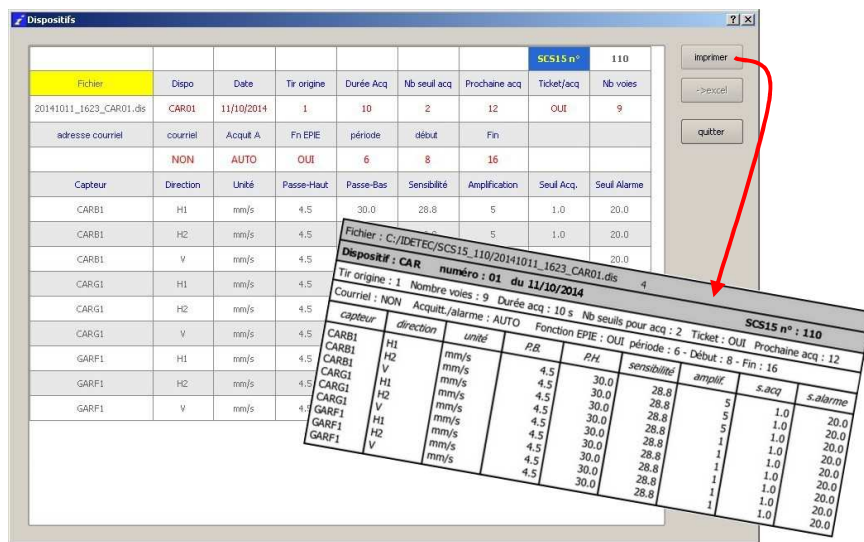 Dispositifs
SCS15 n° 110
imprimer
Fichier Dispo Date Tir origine Durée Acq Nb seuil acq Prochaine acq Ticket/acq Nb voies
->excel
20141011_1623_CAR01.dis CAR01 11/10/2014 1 10 2 12 OUI 9
adresse courriel courriel Acquit A Fn EPIE période début Fin
quitter
NON AUTO OUI 6 8 16
Capteur Direction Unité Passe-Haut Passe-Bas Sensibilité Amplification Seuil Acq. Seuil Alarme
CARB1 H1 mm/s 4.5 30.0 28.8 5 1.0 20.0
CARB1 H2 mm/s 4.5 5 1.0 20.0
CARB1 V mm/s 4.5 20.0
CARG1 H1 mm/s 4.5
CARG1 H2 mm/s 4.5
CARG1 V mm/s 4.5
GARF1 H1 mm/s 4.5
GARF1 H2 mm/s 4.5
GARF1 V mm/s 4.5
Fichier : C:/IDETEC/SCS15_110/20141011_1623_CAR01.dis 4
Dispositif : CAR numéro : 01 du 11/10/2014 SCS15 n° : 110
Tir origine : 1 Nombre voies : 9 Durée acq : 10 s Nb seuils pour acq : 2 Ticket : OUI Prochaine acq : 12
Courriel : NON Acquitt./alarme : AUTO Fonction EPIE : OUI période : 6 - Début : 8 - Fin : 16
capteur direction unité P.B. P.H. sensibilité amplif. s.acq s.alarme
CARB1 H1 mm/s 4.5 30.0 28.8 5 1.0 20.0
CARB1 H2 mm/s 4.5 30.0 28.8 5 1.0 20.0
CARB1 V mm/s 4.5 30.0 28.8 5 1.0 20.0
CARG1 H1 mm/s 4.5 30.0 28.8 1 1.0 20.0
CARG1 H2 mm/s 4.5 30.0 28.8 1 1.0 20.0
CARG1 V mm/s 4.5 30.0 28.8 1 1.0 20.0
GARF1 H1 mm/s 4.5 30.0 28.8 1 1.0 20.0
GARF1 H2 mm/s 4.5 30.0 28.8 1 1.0 20.0
GARF1 V mm/s 4.5 30.0 28.8 1 1.0 20.0